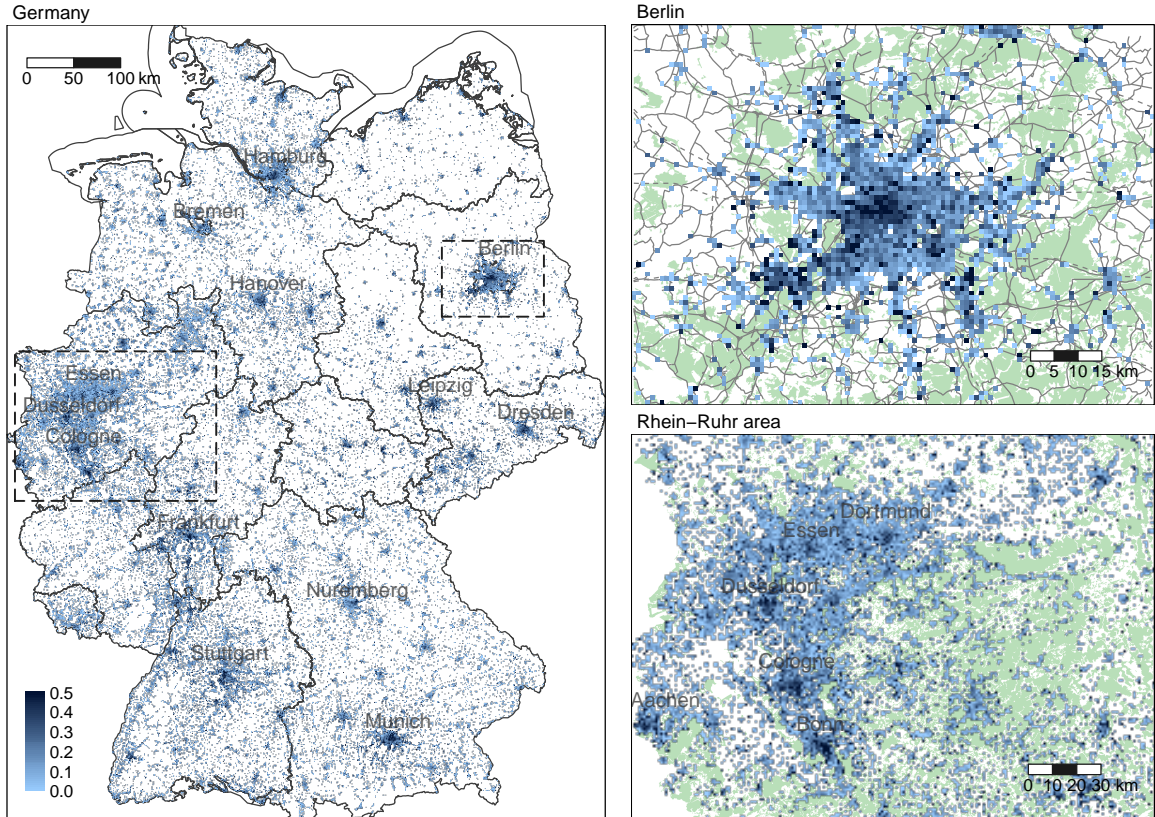 Germany
0 50 100 km
Hamburg
Bremen
Berlin
Hanover
Essen
Leipzig
Dusseldorf
Dresden
Cologne
Frankfurt
Nuremberg
Stuttgart
Munich
0.5
0.4
0.3
0.2
0.1
0.0
Berlin
0 5 10 15 km
Rhein−Ruhr area
Dortmund
Essen
Dusseldorf
Cologne
Aachen
Bonn
0 10 20 30 km